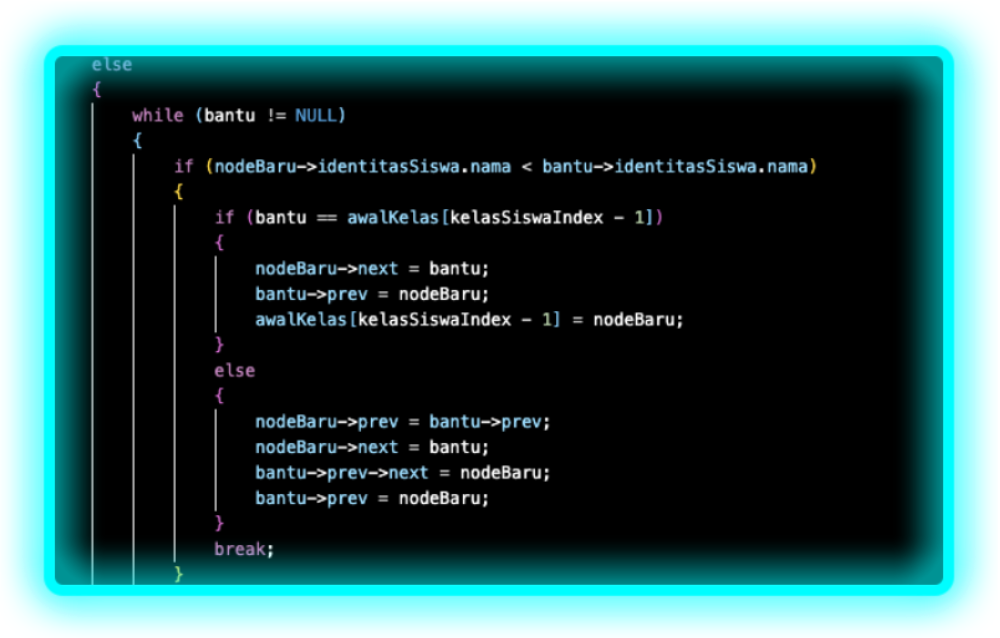 else
{
while (bantu != NULL)
{
if (nodeBaru->identitasSiswa.nama < bantu->identitasSiswa.nama)
{
if (bantu == awalKelas[kelasSiswaIndex - 1])
{
nodeBaru->next = bantu;
bantu->prev = nodeBaru;
awalKelas[kelasSiswaIndex - 1] = nodeBaru;
}
else
{
nodeBaru->prev = bantu->prev;
nodeBaru->next = bantu;
bantu->prev->next = nodeBaru;
bantu->prev = nodeBaru;
}
break;
}